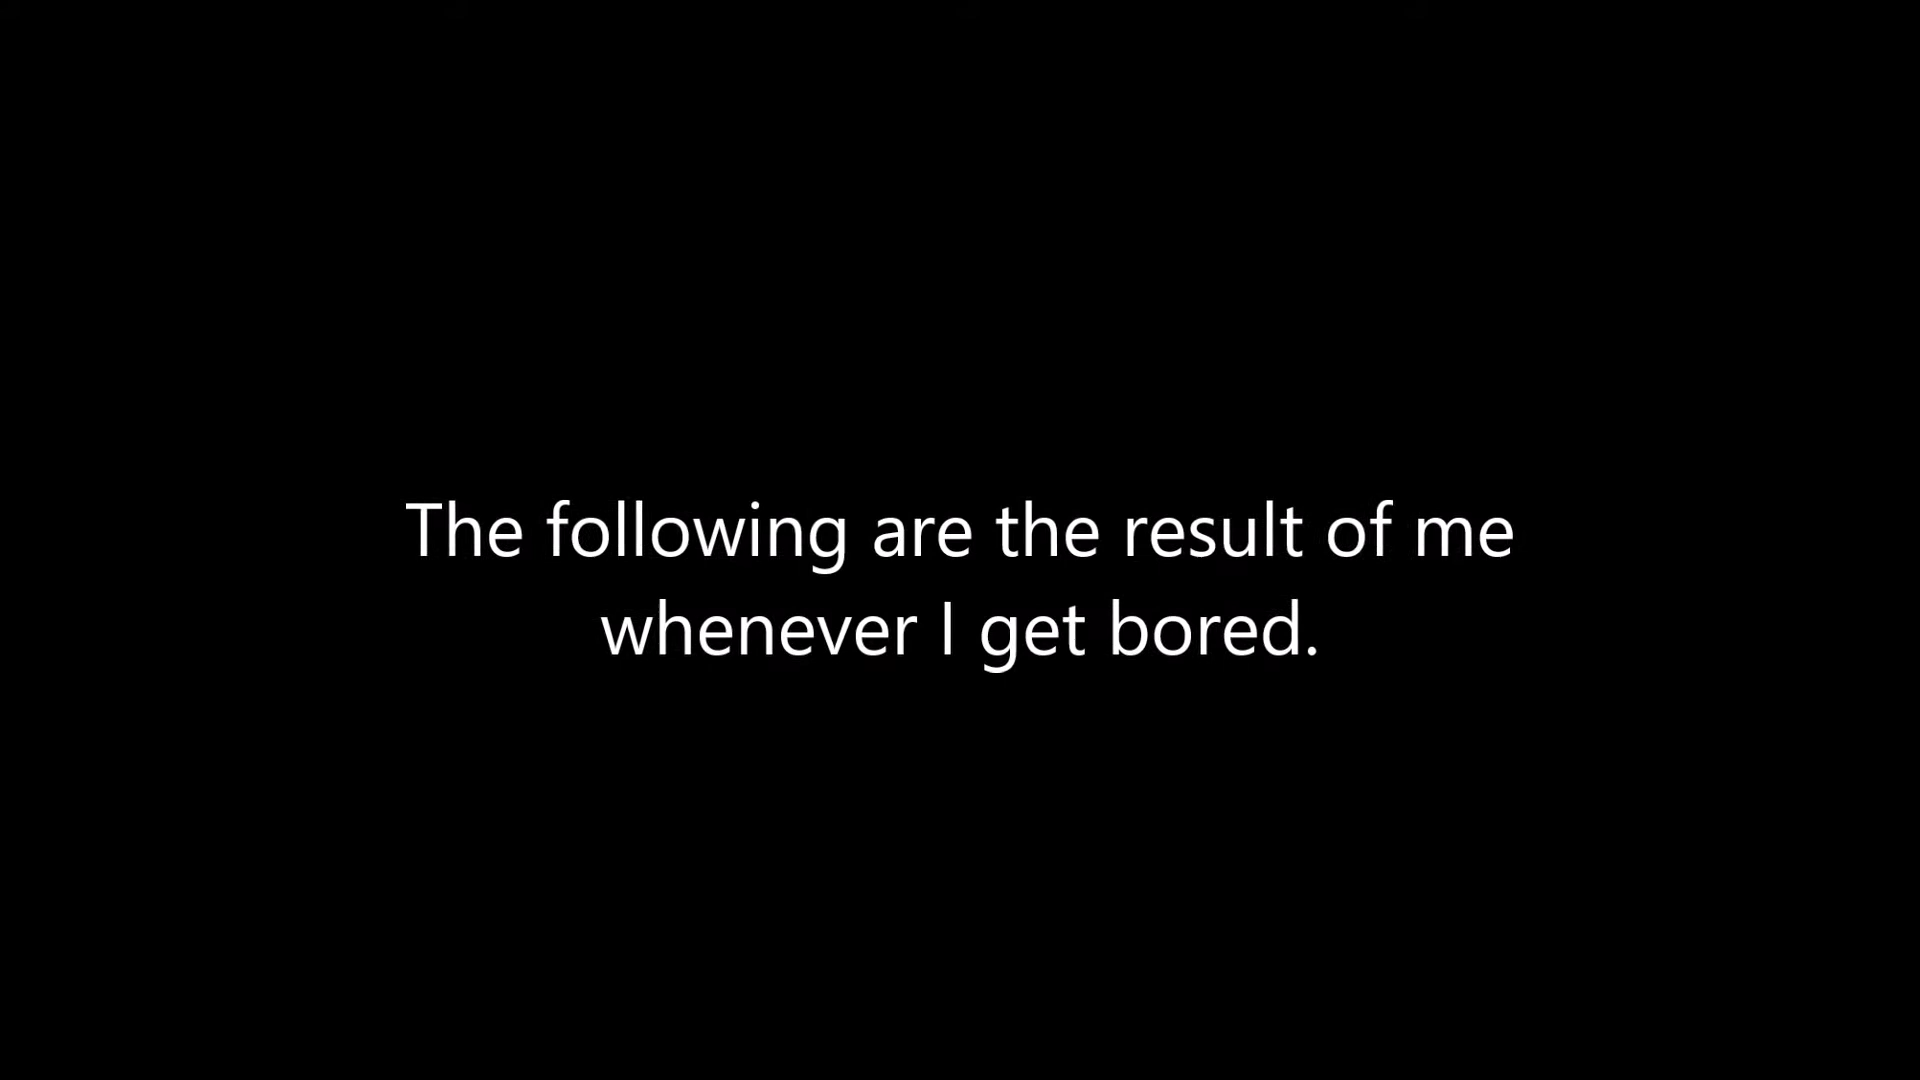 The following are the result of me
whenever I get bored.